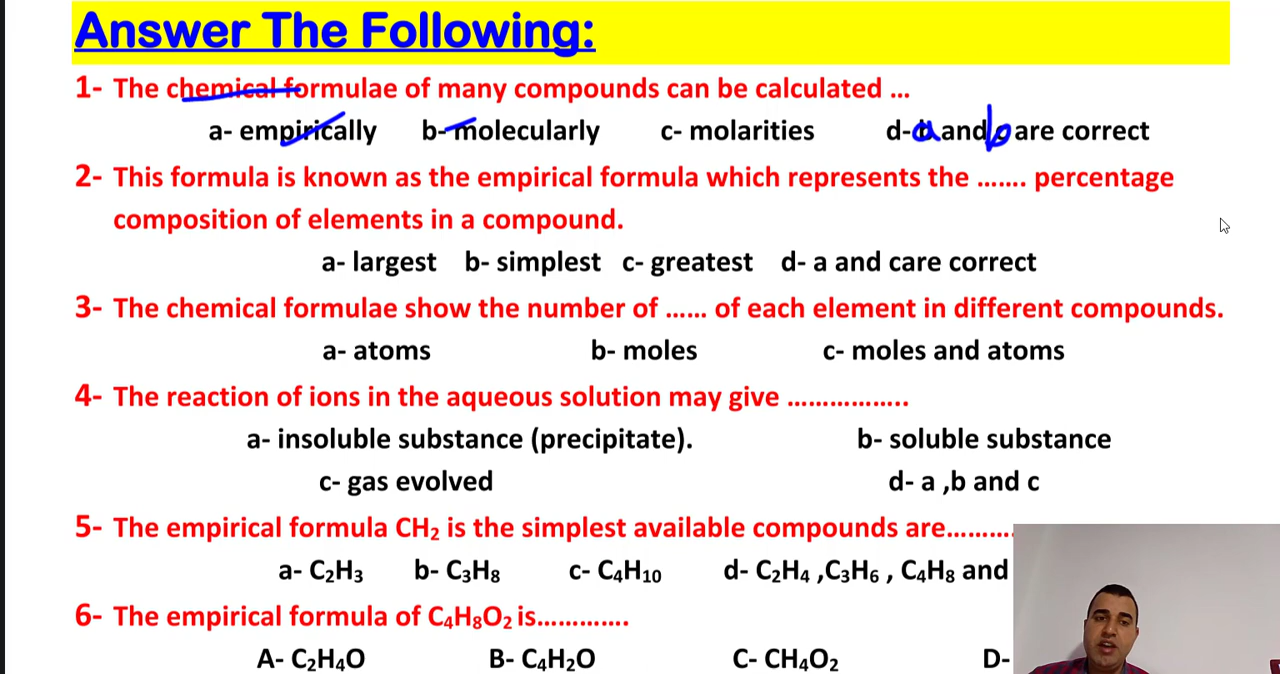 Answer The Following:
1- The chemical formulae of many compounds can be calculated ...
a- empirically b- molecularly c- molarities d- a and b are correct
2- This formula is known as the empirical formula which represents the ....... percentage
composition of elements in a compound.
a- largest b- simplest c- greatest d- a and care correct
3- The chemical formulae show the number of ...... of each element in different compounds.
a- atoms b- moles c- moles and atoms
4- The reaction of ions in the aqueous solution may give ................
a- insoluble substance (precipitate). b- soluble substance
c- gas evolved d- a ,b and c
5- The empirical formula CH₂ is the simplest available compounds are..........
a- C₂H₃ b- C₃H₈ c- C₄H₁₀ d- C₂H₄ ,C₃H₆ , C₄H₈ and
6- The empirical formula of C₄H₈O₂ is.............
A- C₂H₄O B- C₄H₂O C- CH₄O₂ D-